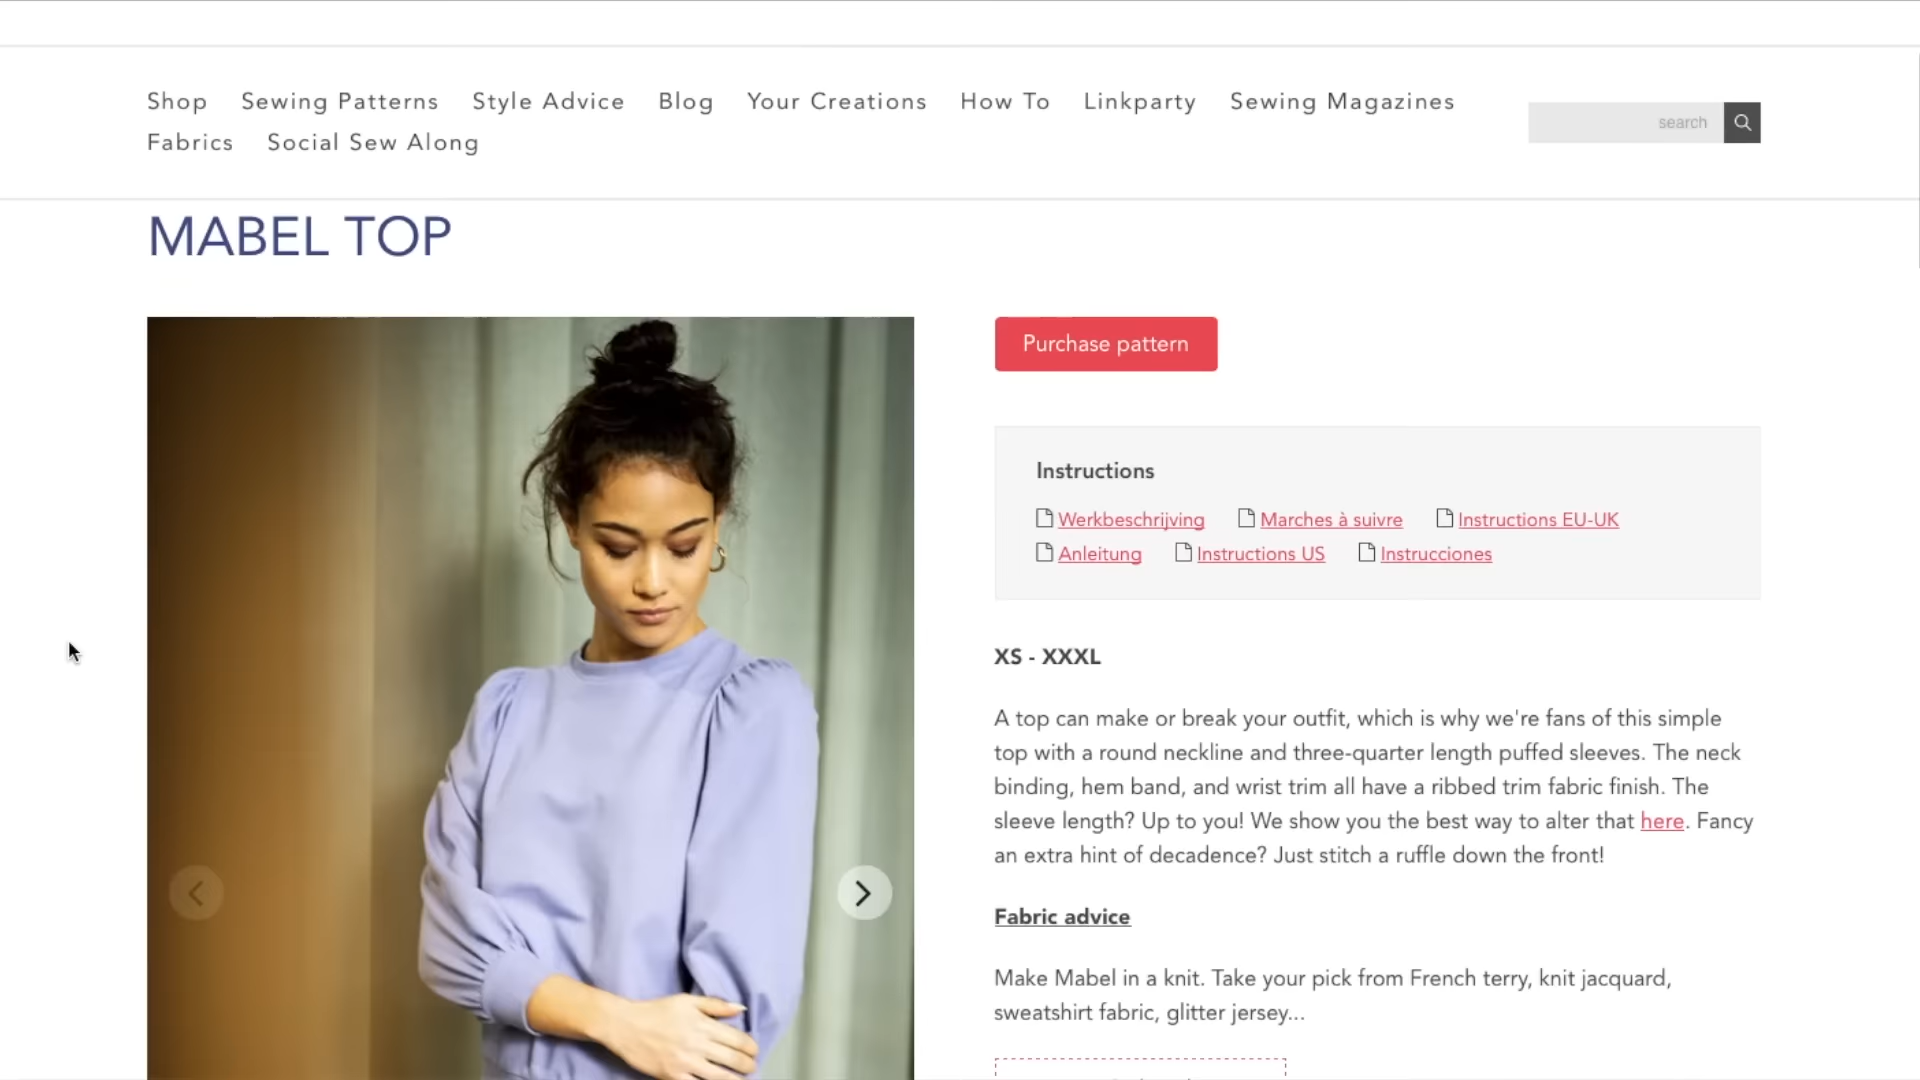 Shop Sewing Patterns Style Advice Blog Your Creations How To Linkparty Sewing Magazines
Fabrics Social Sew Along
search
MABEL TOP
Purchase pattern
Instructions
Werkbeschrijving Marches à suivre Instructions EU-UK
Anleitung Instructions US Instrucciones
XS - XXXL
A top can make or break your outfit, which is why we're fans of this simple
top with a round neckline and three-quarter length puffed sleeves. The neck
binding, hem band, and wrist trim all have a ribbed trim fabric finish. The
sleeve length? Up to you! We show you the best way to alter that here. Fancy
an extra hint of decadence? Just stitch a ruffle down the front!
Fabric advice
Make Mabel in a knit. Take your pick from French terry, knit jacquard,
sweatshirt fabric, glitter jersey...